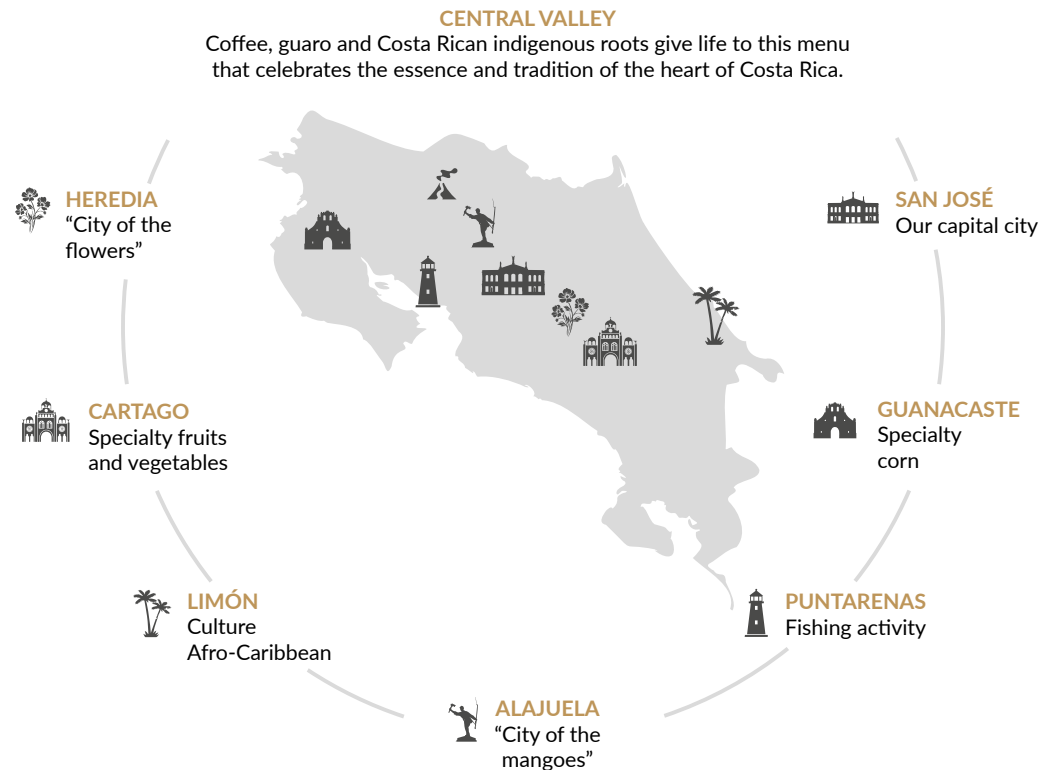 CENTRAL VALLEY
Coffee, guaro and Costa Rican indigenous roots give life to this menu
that celebrates the essence and tradition of the heart of Costa Rica.
HEREDIA
“City of the
flowers”
SAN JOSÉ
Our capital city
CARTAGO
Specialty fruits
and vegetables
GUANACASTE
Specialty
corn
LIMÓN
Culture
Afro-Caribbean
PUNTARENAS
Fishing activity
ALAJUELA
“City of the
mangoes”